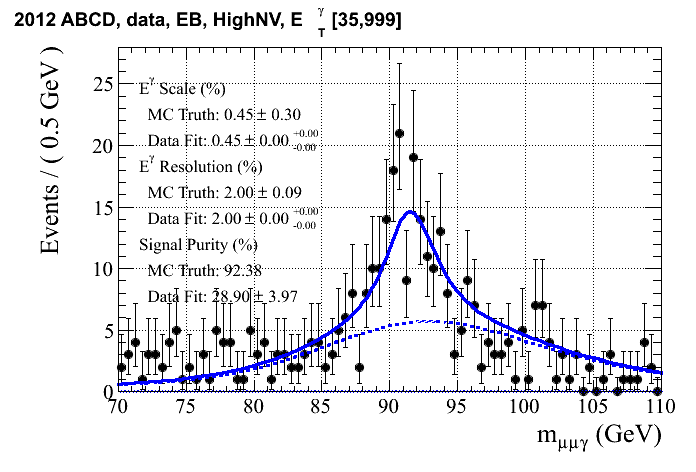 2012 ABCD, data, EB, HighNV, E γ T [35,999]
Events / ( 0.5 GeV )
25
20
15
10
5
0
E^γ Scale (%)
MC Truth: 0.45 ± 0.30
Data Fit: 0.45 ± 0.00 +0.00 -0.00
E^γ Resolution (%)
MC Truth: 2.00 ± 0.09
Data Fit: 2.00 ± 0.00 +0.00 -0.00
Signal Purity (%)
MC Truth: 92.38
Data Fit: 28.90 ± 3.97
70 75 80 85 90 95 100 105 110
m_μμγ (GeV)